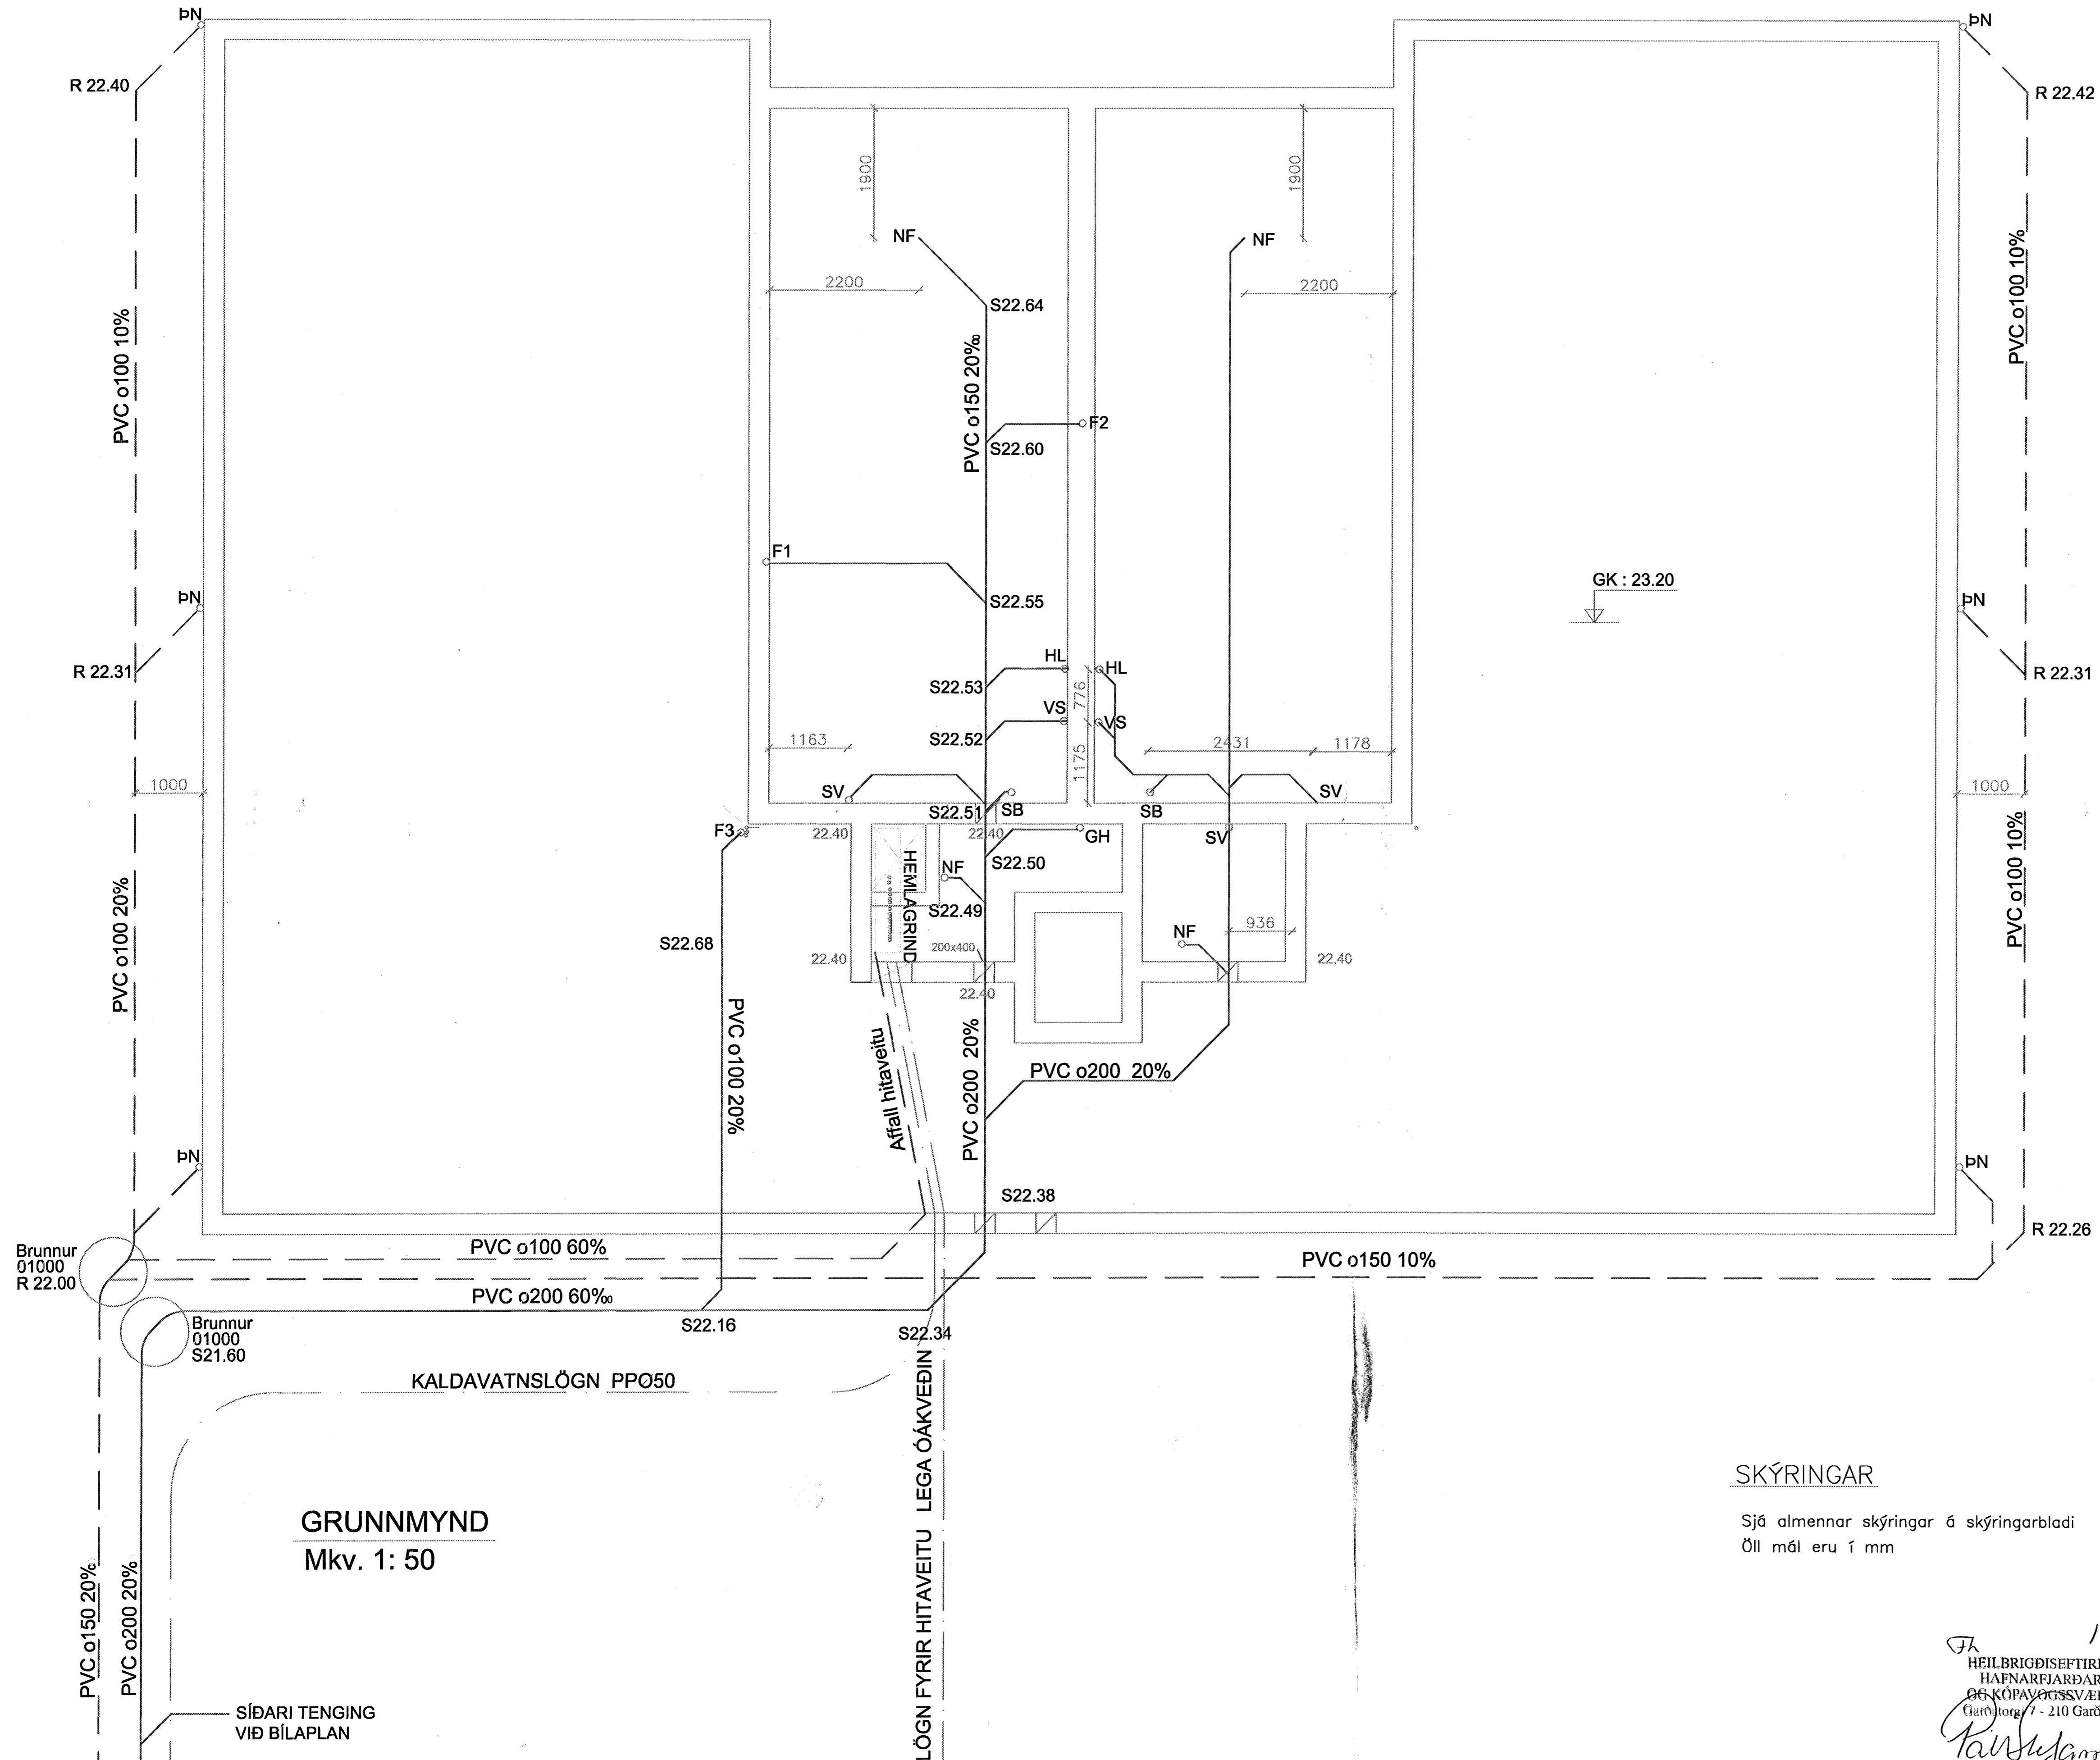 ÞN
ÞN
R 22.40
R 22.42
1900
1900
NF
NF
PVC o100 10%
PVC o100 10%
2200
2200
S22.64
PVC o150 20‰
F2
S22.60
F1
GK : 23.20
ÞN
ÞN
S22.55
HL
HL
R 22.31
R 22.31
S22.53
776
VS
VS
S22.52
1163
1175
2431
1178
1000
1000
SV
SV
S22.51
SB
SB
F3
22.40
22.40
GH
SV
HEMLAGRIND
NF
S22.50
PVC o100 20%
PVC o100 10%
S22.49
936
NF
S22.68
200x400
22.40
22.40
22.40
PVC o100 20%
Affall hitaveitu
PVC o200 20%
PVC o200 20%
ÞN
ÞN
S22.38
R 22.26
Brunnur
01000
R 22.00
PVC o100 60%
PVC o150 10%
PVC o200 60‰
Brunnur
01000
S21.60
S22.16
S22.34
KALDAVATNSLÖGN PPØ50
LÖGN FYRIR HITAVEITU LEGA ÓÁKVEÐIN
SKÝRINGAR
Sjá almennar skýringar á skýringarbladi
Öll mál eru í mm
GRUNNMYND
Mkv. 1: 50
PVC o150 20%
PVC o200 20%
SÍÐARI TENGING
VIÐ BÍLAPLAN
Fh
HEILBRIGÐISEFTIRL
HAFNARFJARÐAR
OG KÓPAVOGSSVÆÐ
Garðatorgi 7 - 210 Garð